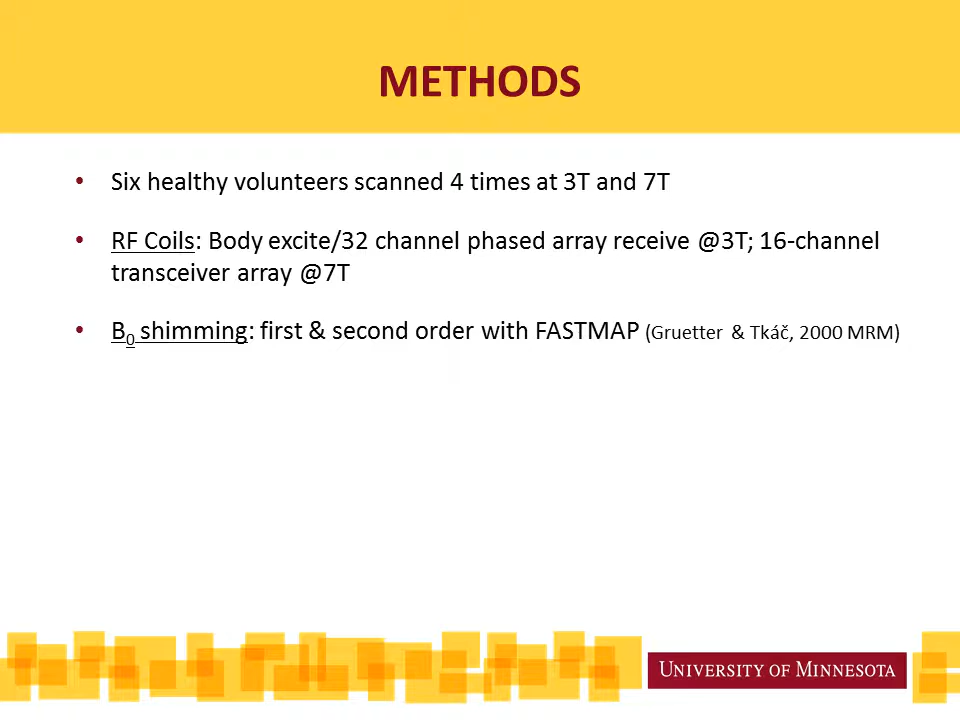 METHODS
• Six healthy volunteers scanned 4 times at 3T and 7T
• RF Coils: Body excite/32 channel phased array receive @3T; 16-channel
transceiver array @7T
• B0 shimming: first & second order with FASTMAP (Gruetter & Tkáč, 2000 MRM)
UNIVERSITY OF MINNESOTA